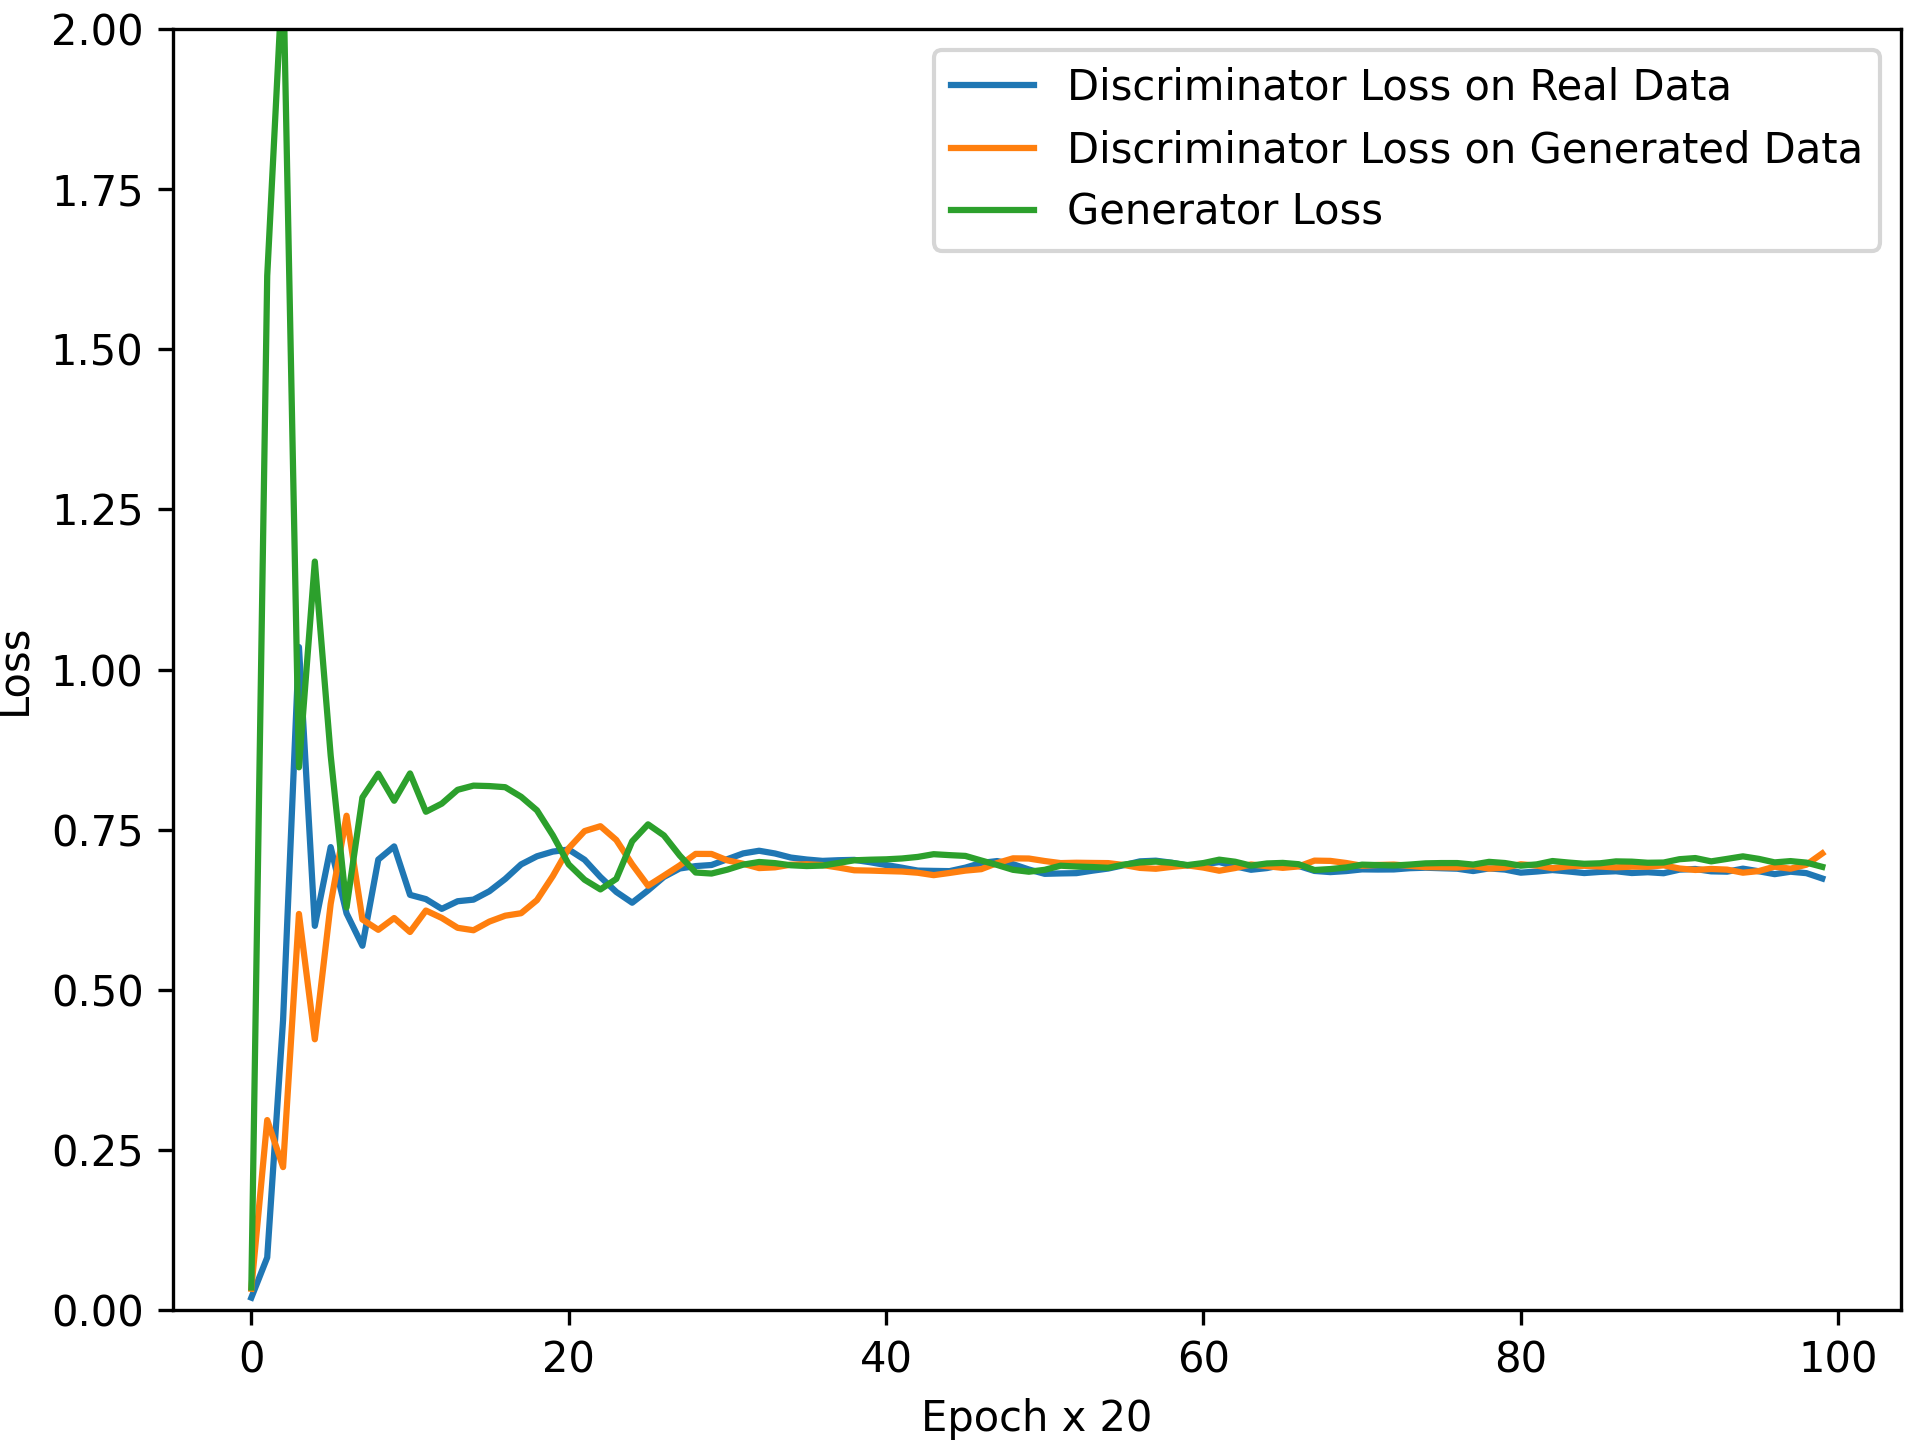 2.00
1.75
1.50
1.25
1.00
0.75
0.50
0.25
0.00
Loss
Discriminator Loss on Real Data
Discriminator Loss on Generated Data
Generator Loss
0 20 40 60 80 100
Epoch x 20